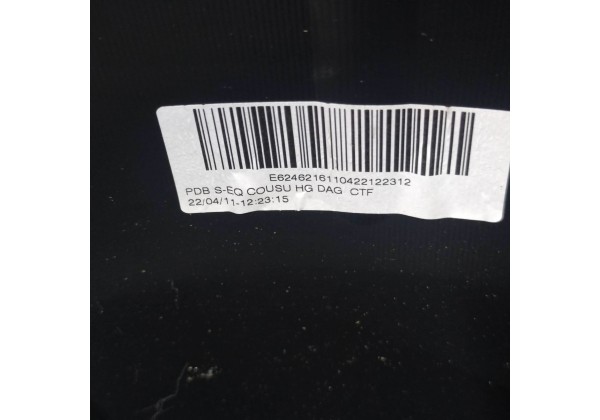 E6246216110422122312
PDB S-EQ COUSU HG DAG CTF
22/04/11-12:23:15